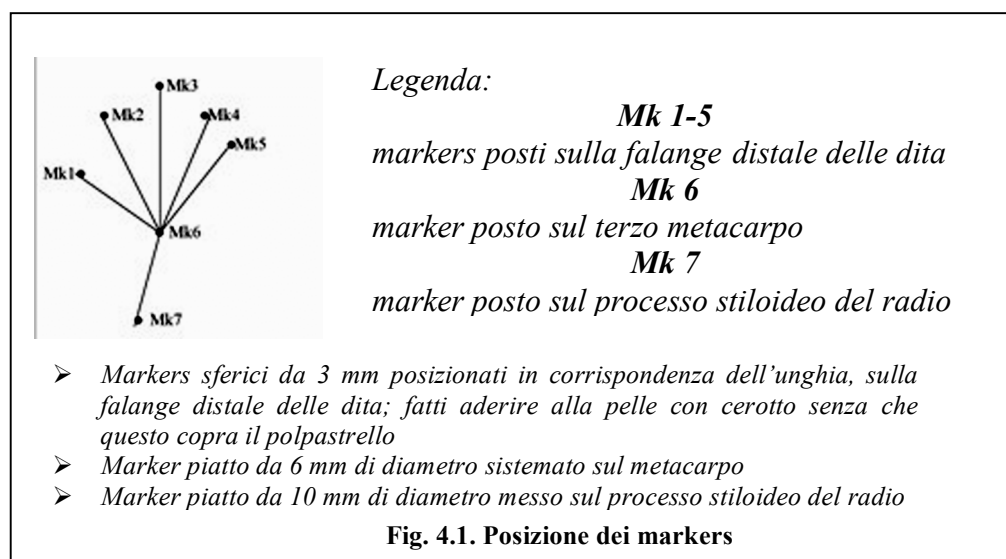 Mk3
Mk2
Mk4
Mk5
Mk1
Mk6
Mk7
Legenda:
Mk 1-5
markers posti sulla falange distale delle dita
Mk 6
marker posto sul terzo metacarpo
Mk 7
marker posto sul processo stiloideo del radio
➢ Markers sferici da 3 mm posizionati in corrispondenza dell’unghia, sulla
falange distale delle dita; fatti aderire alla pelle con cerotto senza che
questo copra il polpastrello
➢ Marker piatto da 6 mm di diametro sistemato sul metacarpo
➢ Marker piatto da 10 mm di diametro messo sul processo stiloideo del radio
Fig. 4.1. Posizione dei markers